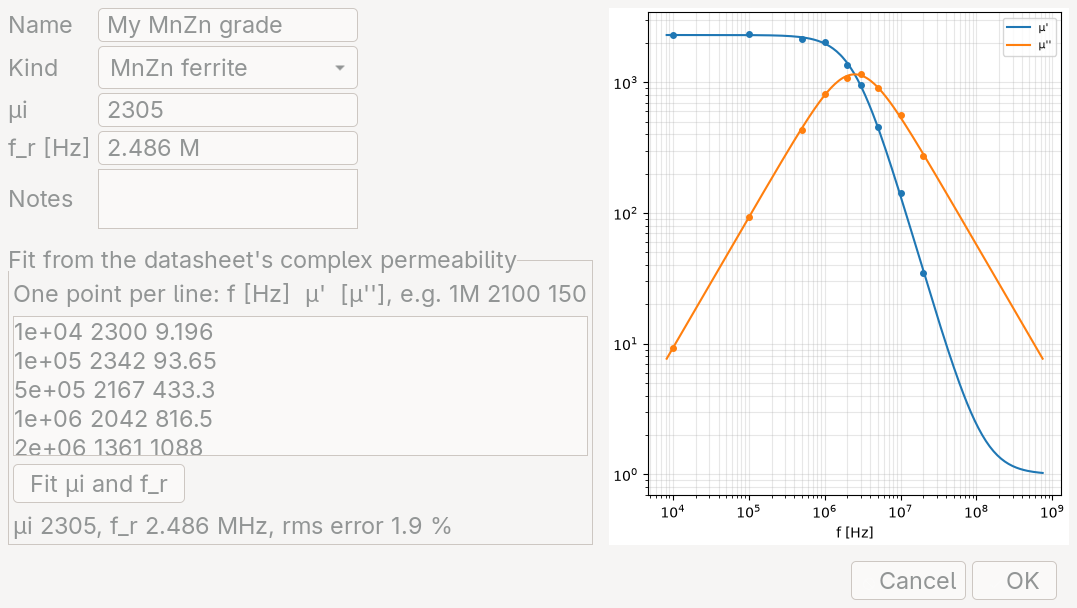 Name My MnZn grade
Kind MnZn ferrite
µi 2305
f_r [Hz] 2.486 M
Notes
Fit from the datasheet's complex permeability
One point per line: f [Hz]  µ'  [µ''], e.g. 1M 2100 150
1e+04 2300 9.196
1e+05 2342 93.65
5e+05 2167 433.3
1e+06 2042 816.5
2e+06 1361 1088
Fit µi and f_r
µi 2305, f_r 2.486 MHz, rms error 1.9 %
µ'
µ''
10³
10²
10¹
10⁰
10⁴ 10⁵ 10⁶ 10⁷ 10⁸ 10⁹
f [Hz]
Cancel OK